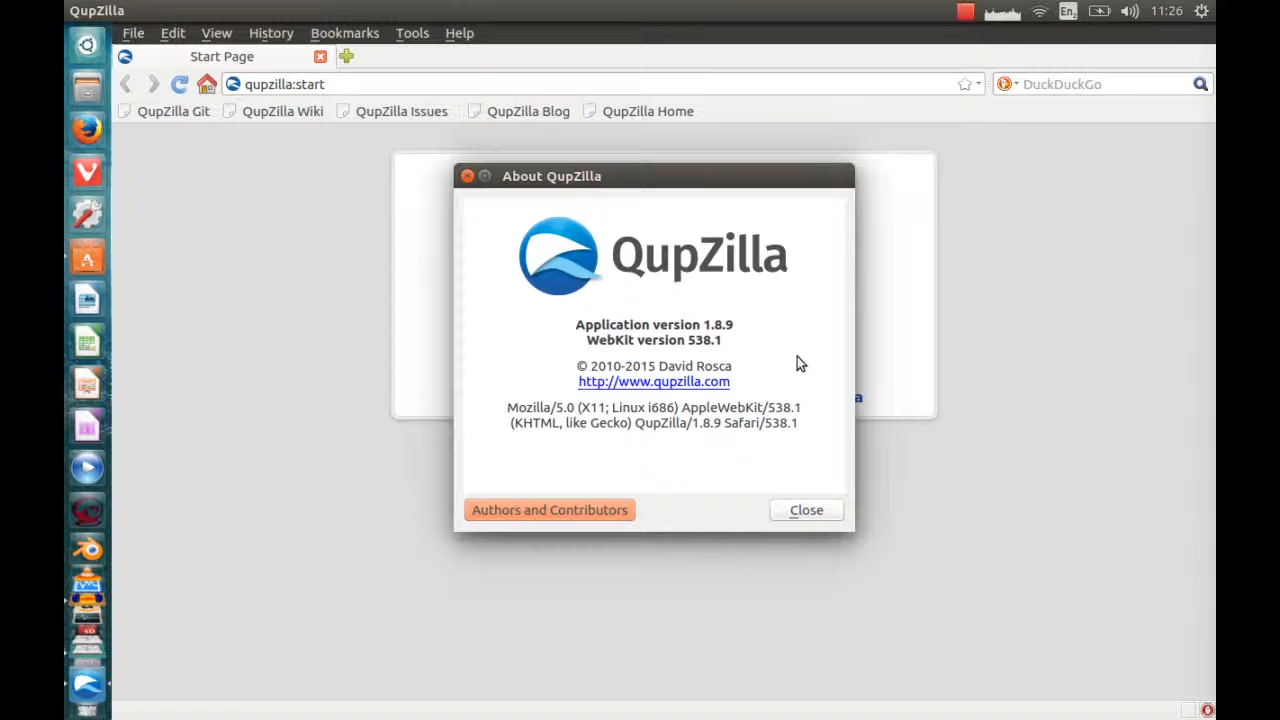 QupZilla
En
11:26
File Edit View History Bookmarks Tools Help
Start Page
qupzilla:start
DuckDuckGo
QupZilla Git QupZilla Wiki QupZilla Issues QupZilla Blog QupZilla Home
About QupZilla
QupZilla
Application version 1.8.9
WebKit version 538.1
© 2010-2015 David Rosca
http://www.qupzilla.com
Mozilla/5.0 (X11; Linux i686) AppleWebKit/538.1
(KHTML, like Gecko) QupZilla/1.8.9 Safari/538.1
Authors and Contributors
Close